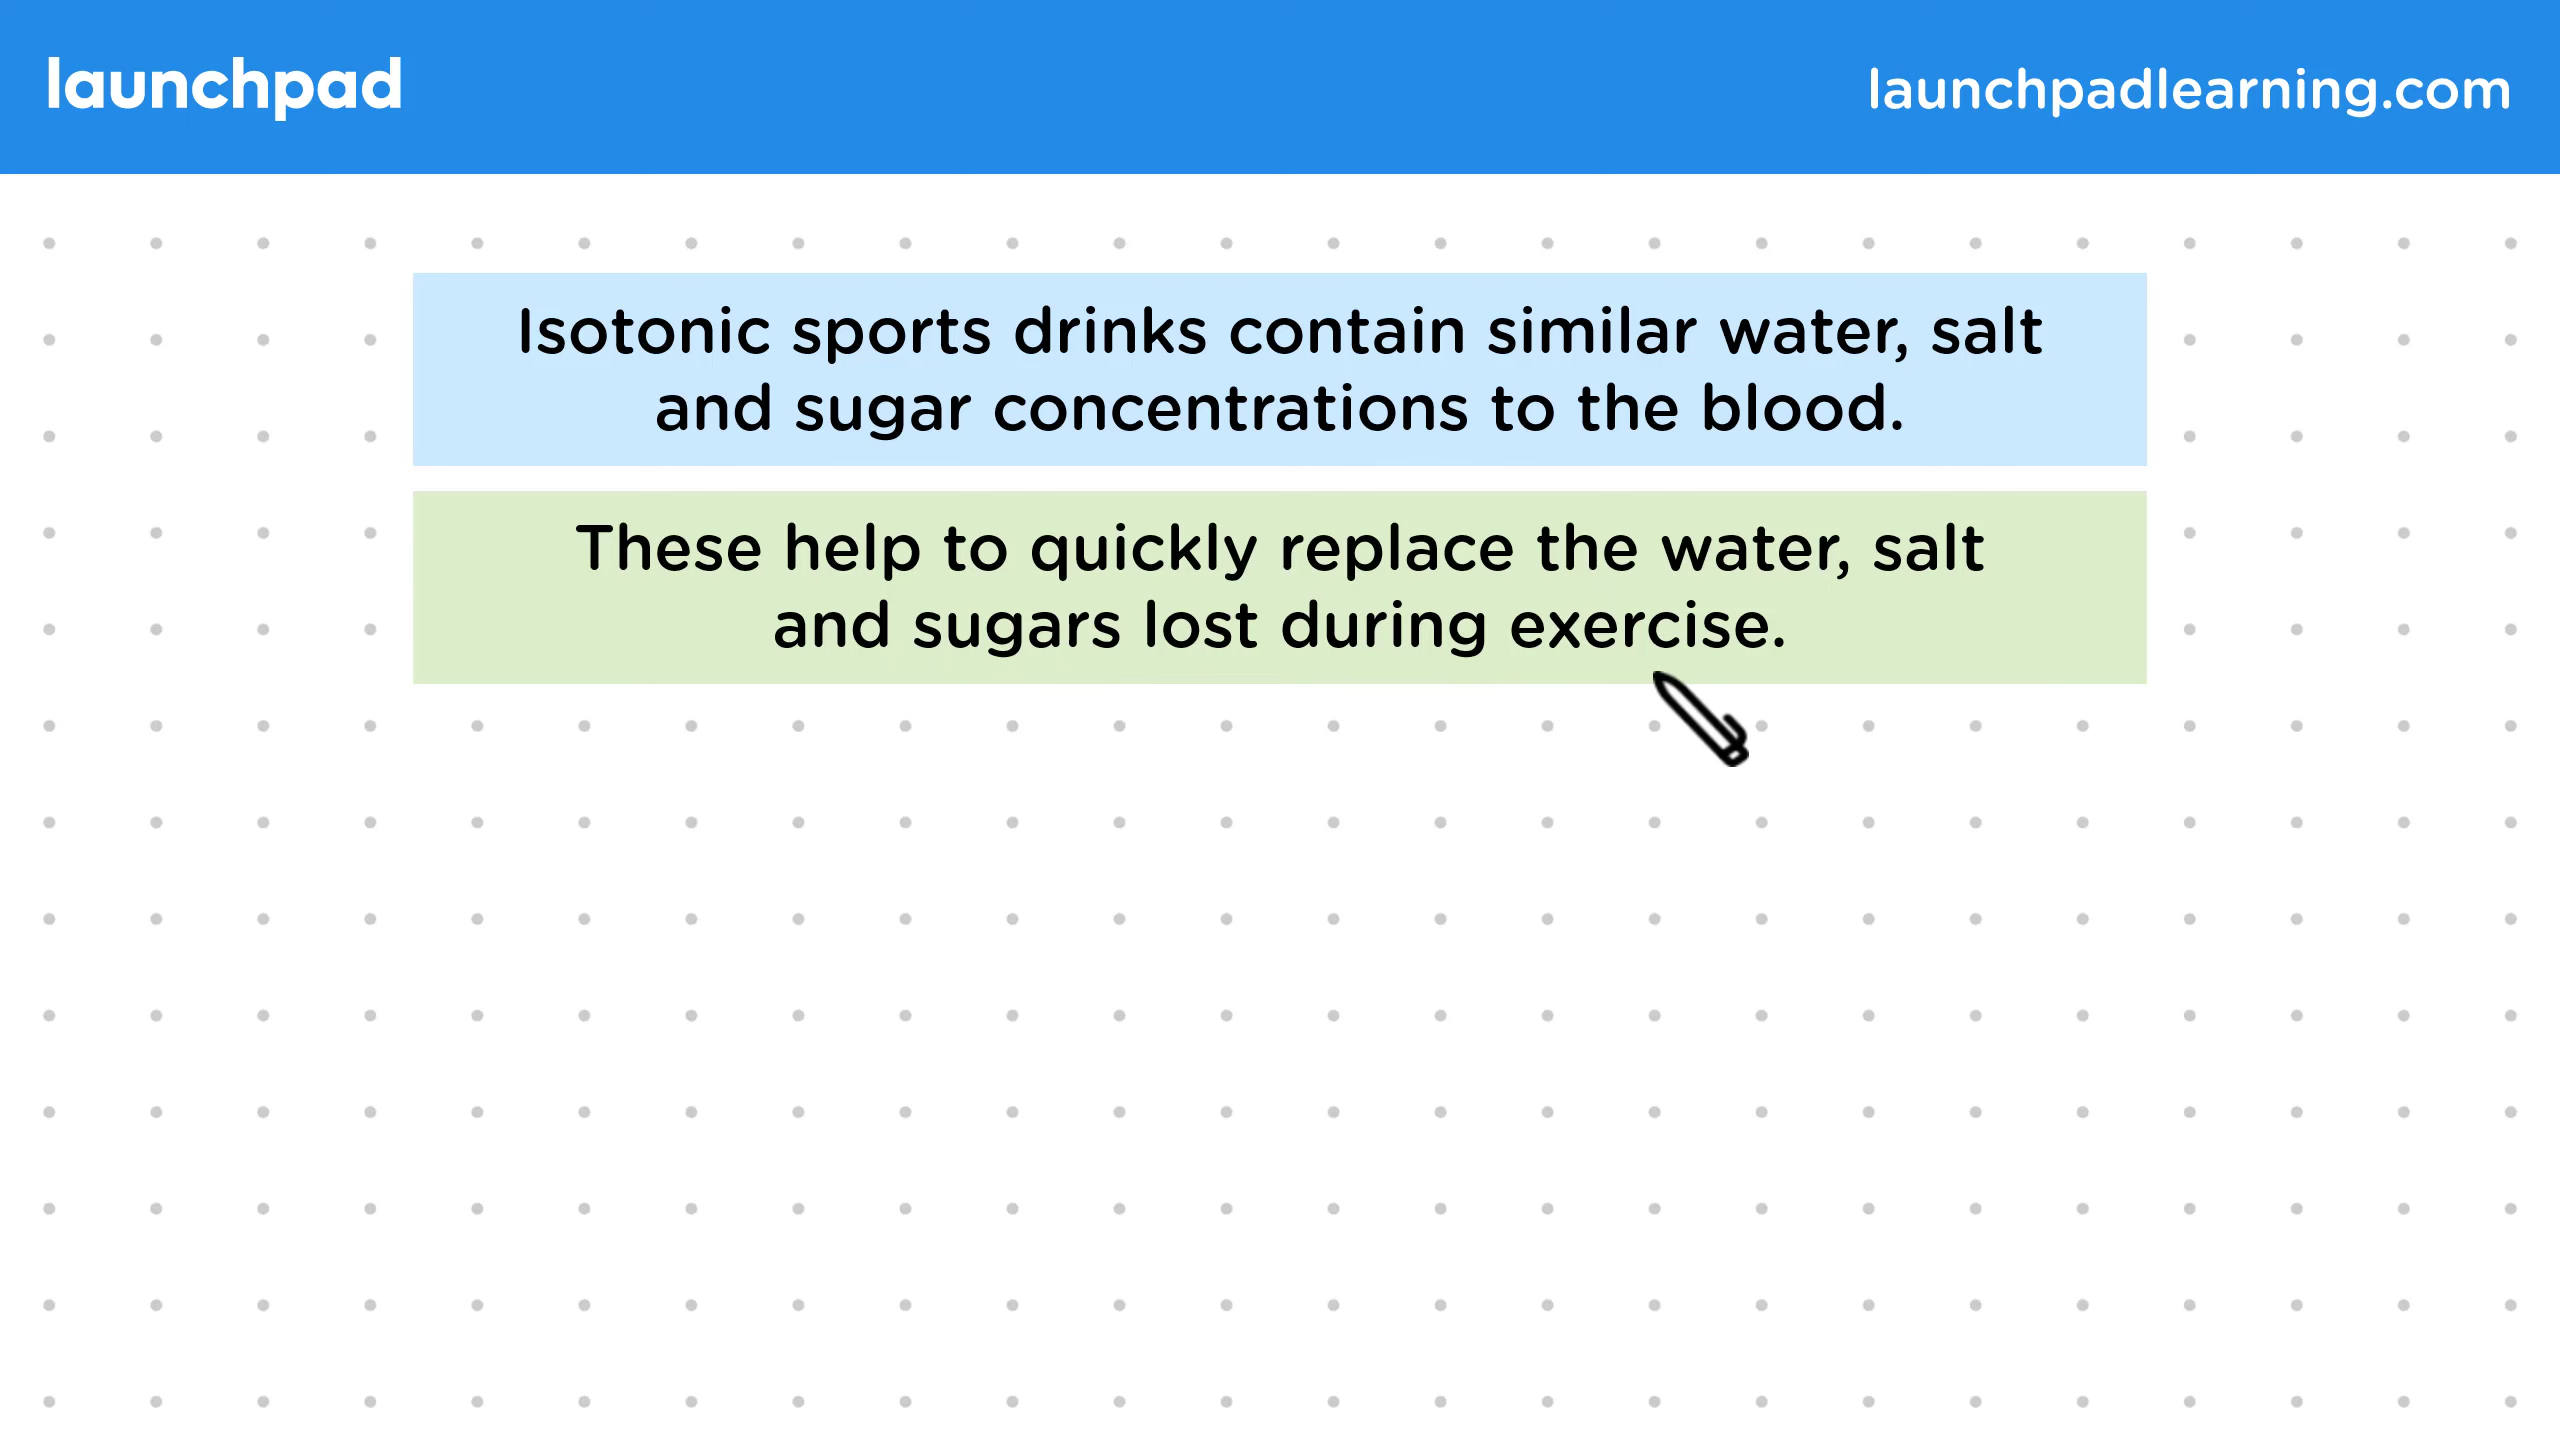 launchpad
launchpadlearning.com
Isotonic sports drinks contain similar water, salt
and sugar concentrations to the blood.
These help to quickly replace the water, salt
and sugars lost during exercise.